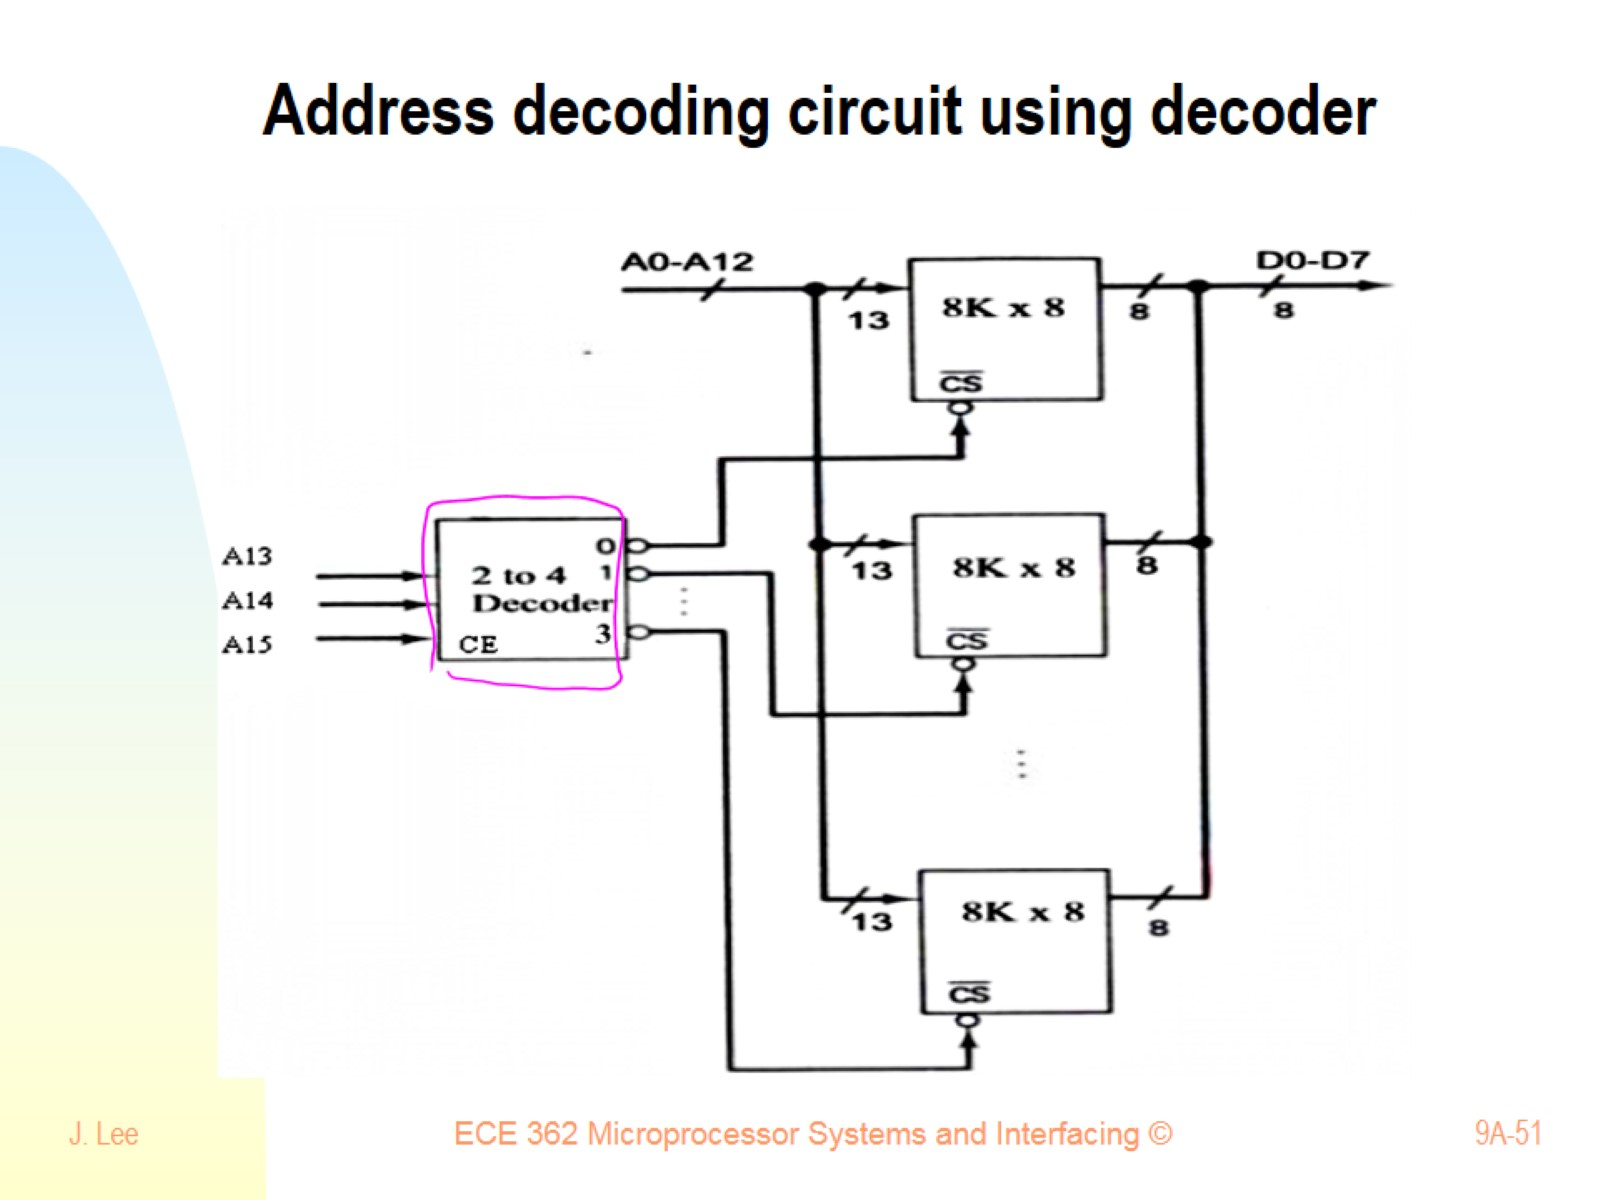 Address decoding circuit using decoder
A0-A12
D0-D7
8K x 8
13
8
8
CS
A13
A14
A15
2 to 4
Decoder
CE
0
1
3
8K x 8
13
8
CS
8K x 8
13
8
CS
J. Lee
ECE 362 Microprocessor Systems and Interfacing ©
9A-51